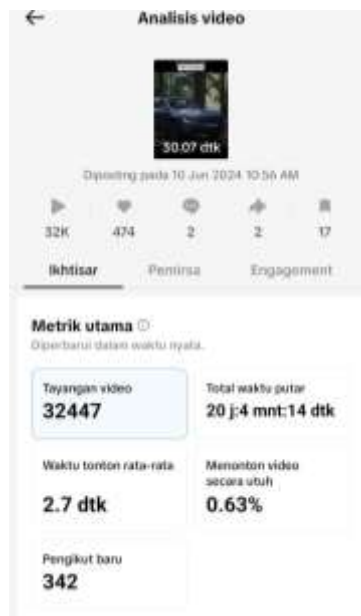 Analisis video
30.07 dtk
Diposting pada 10 Jun 2024 10:56 AM
32K 474 2 2 17
Ikhtisar Pemirsa Engagement
Metrik utama
Diperbarui dalam waktu nyata.
Tayangan video
32447
Total waktu putar
20 j:4 mnt:14 dtk
Waktu tonton rata-rata
2.7 dtk
Menonton video
secara utuh
0.63%
Pengikut baru
342